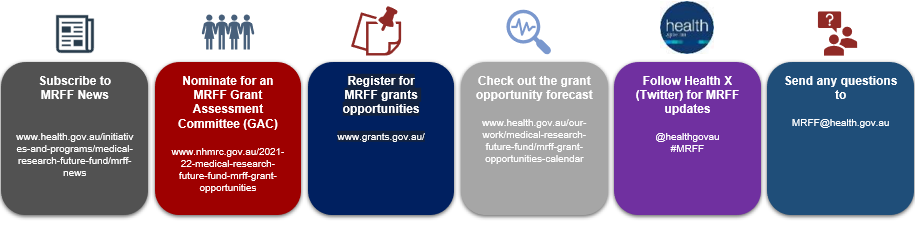 health
.gov.au
Subscribe to
MRFF News
www.health.gov.au/initiativ
es-and-programs/medical-
research-future-fund/mrff-
news
Nominate for an
MRFF Grant
Assessment
Committee (GAC)
www.nhmrc.gov.au/2021-
22-medical-research-
future-fund-mrff-grant-
opportunities
Register for
MRFF grants
opportunities
www.grants.gov.au/
Check out the grant
opportunity forecast
www.health.gov.au/our-
work/medical-research-
future-fund/mrff-grant-
opportunities-calendar
Follow Health X
(Twitter) for MRFF
updates
@healthgovau
#MRFF
?
Send any questions
to
MRFF@health.gov.au